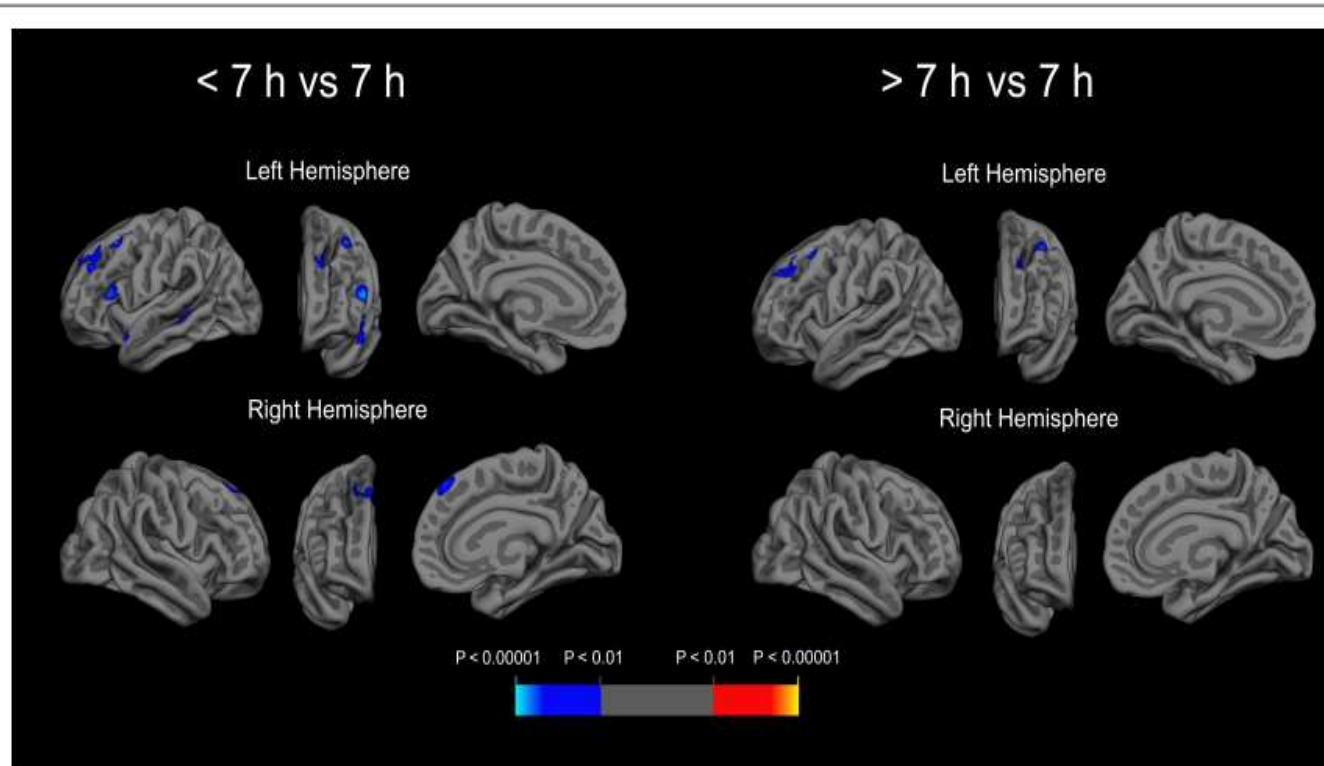 < 7 h vs 7 h
> 7 h vs 7 h
Left Hemisphere
Left Hemisphere
Right Hemisphere
Right Hemisphere
P < 0.00001 P < 0.01 P < 0.01 P < 0.00001